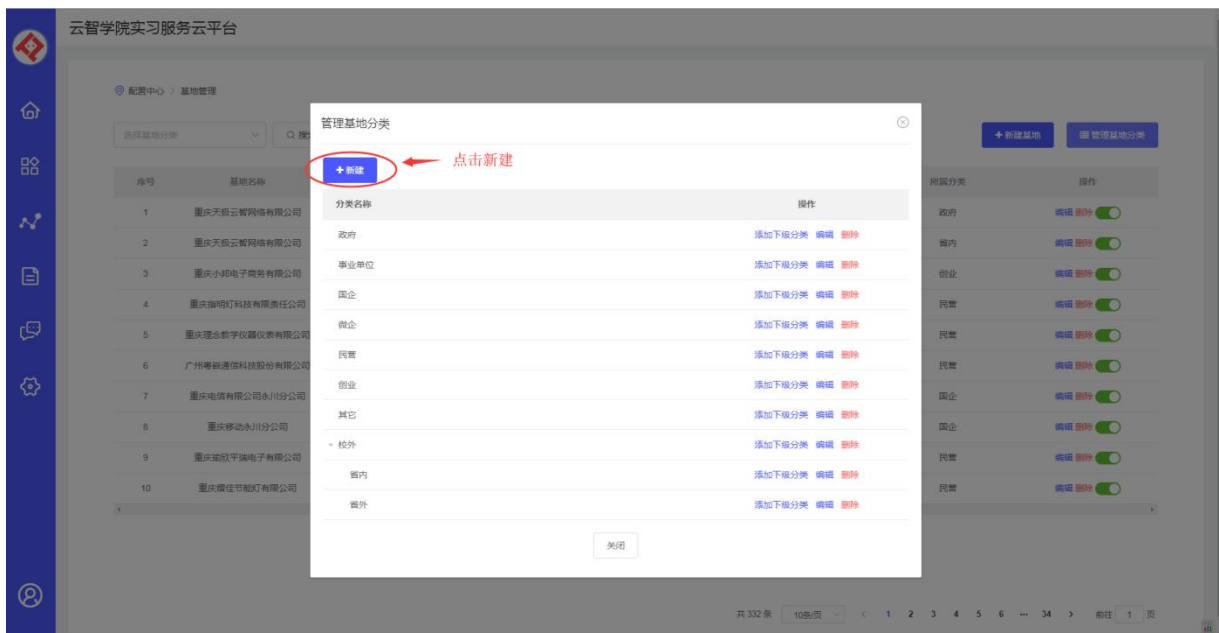 云智学院实习服务云平台
配置中心 > 基地管理
选择基地分类
搜
+ 新建基地
管理基地分类
管理基地分类
+ 新建
点击新建
序号 基地名称 附属分类 操作
分类名称 操作
1 重庆天极云智网络有限公司 政府 编辑 删除
2 重庆天极云智网络有限公司 省内 编辑 删除
3 重庆小邦电子商务有限公司 创业 编辑 删除
4 重庆指明灯科技有限责任公司 民营 编辑 删除
5 重庆理念教学仪器仪表有限公司 民营 编辑 删除
6 广州粤嵌通信科技股份有限公司 民营 编辑 删除
7 重庆电信有限公司永川分公司 国企 编辑 删除
8 重庆移动永川分公司 国企 编辑 删除
9 重庆瑜欣平瑞电子有限公司 民营 编辑 删除
10 重庆熠佳节能灯有限公司 民营 编辑 删除
政府 添加下级分类 编辑 删除
事业单位 添加下级分类 编辑 删除
国企 添加下级分类 编辑 删除
微企 添加下级分类 编辑 删除
民营 添加下级分类 编辑 删除
创业 添加下级分类 编辑 删除
其它 添加下级分类 编辑 删除
校外 添加下级分类 编辑 删除
省内 添加下级分类 编辑 删除
省外 添加下级分类 编辑 删除
关闭
共 332 条 10条/页 < 1 2 3 4 5 6 ··· 34 > 前往 1 页